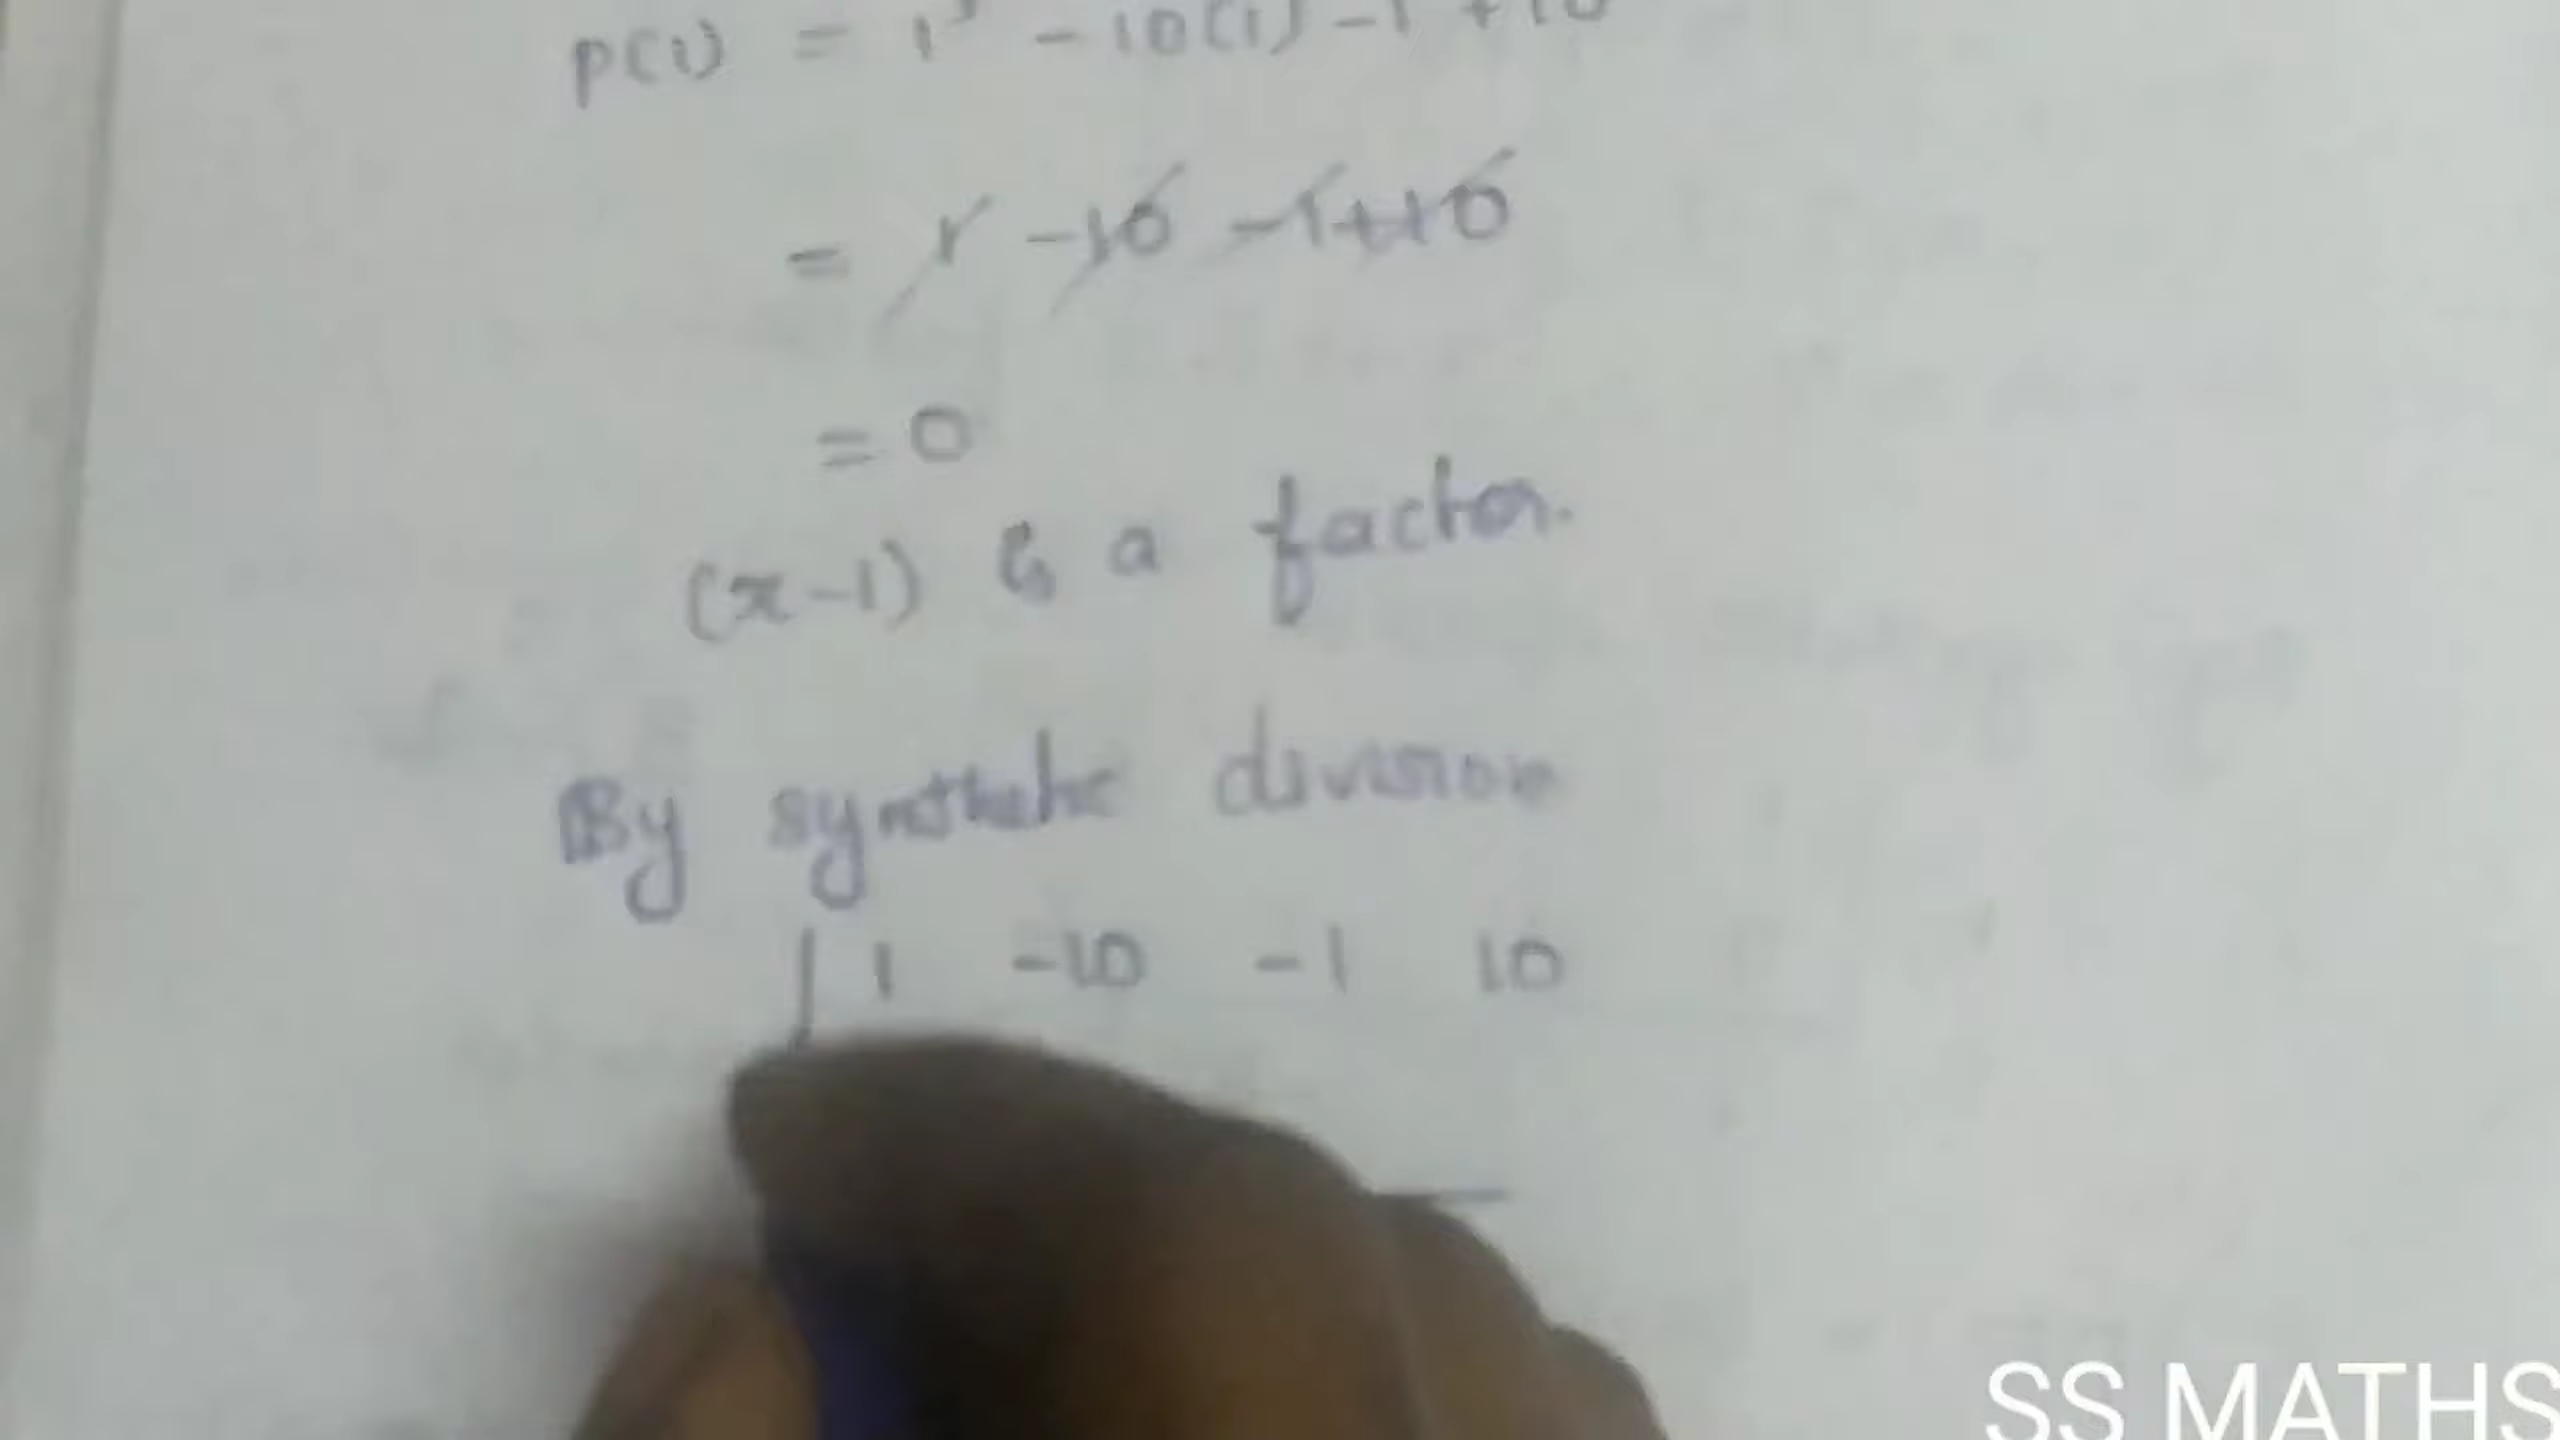 P(1) = 1³ - 10(1) - 1 + 10
= 1 - 10 - 1 + 10
= 0
(x-1) is a factor.
By synthetic division
1 -10 -1 10
SS MATHS